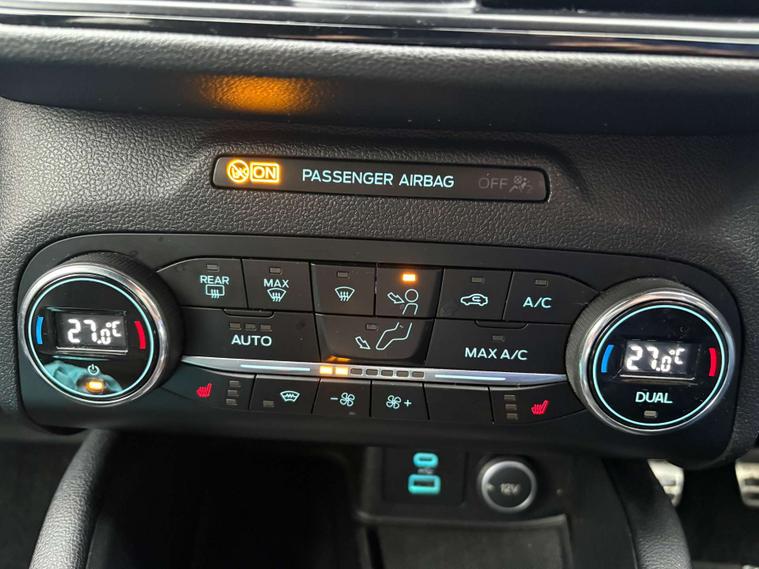 ON PASSENGER AIRBAG OFF
REAR MAX
A/C
27.0°C
AUTO
MAX A/C
27.0°C
DUAL
- +
12V